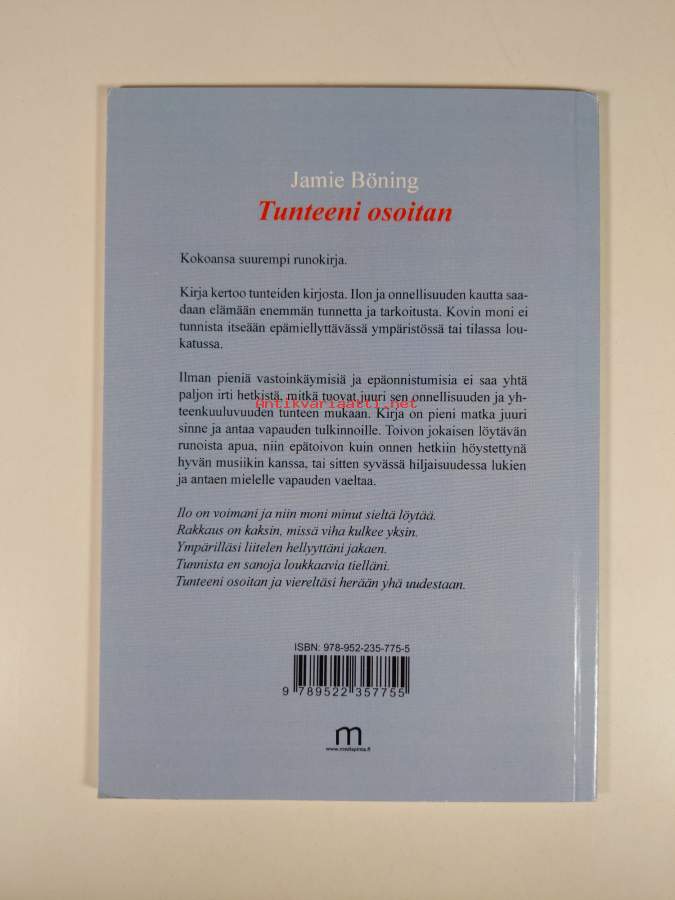 Jamie Böning
Tunteeni osoitan
Kokoansa suurempi runokirja.
Kirja kertoo tunteiden kirjosta. Ilon ja onnellisuuden kautta saa-
daan elämään enemmän tunnetta ja tarkoitusta. Kovin moni ei
tunnista itseään epämiellyttävässä ympäristössä tai tilassa lou-
katussa.
Ilman pieniä vastoinkäymisiä ja epäonnistumisia ei saa yhtä
paljon irti hetkistä, mitkä tuovat juuri sen onnellisuuden ja yh-
Antikvariaatti.net
teenkuuluvuuden tunteen mukaan. Kirja on pieni matka juuri
sinne ja antaa vapauden tulkinnoille. Toivon jokaisen löytävän
runoista apua, niin epätoivon kuin onnen hetkiin höystettynä
hyvän musiikin kanssa, tai sitten syvässä hiljaisuudessa lukien
ja antaen mielelle vapauden vaeltaa.
Ilo on voimani ja niin moni minut sieltä löytää.
Rakkaus on kaksin, missä viha kulkee yksin.
Ympärilläsi liitelen hellyyttäni jakaen.
Tunnista en sanoja loukkaavia tielläni.
Tunteeni osoitan ja viereltäsi herään yhä uudestaan.
ISBN: 978-952-235-775-5
9 789522 357755
m
www.mediapinta.fi